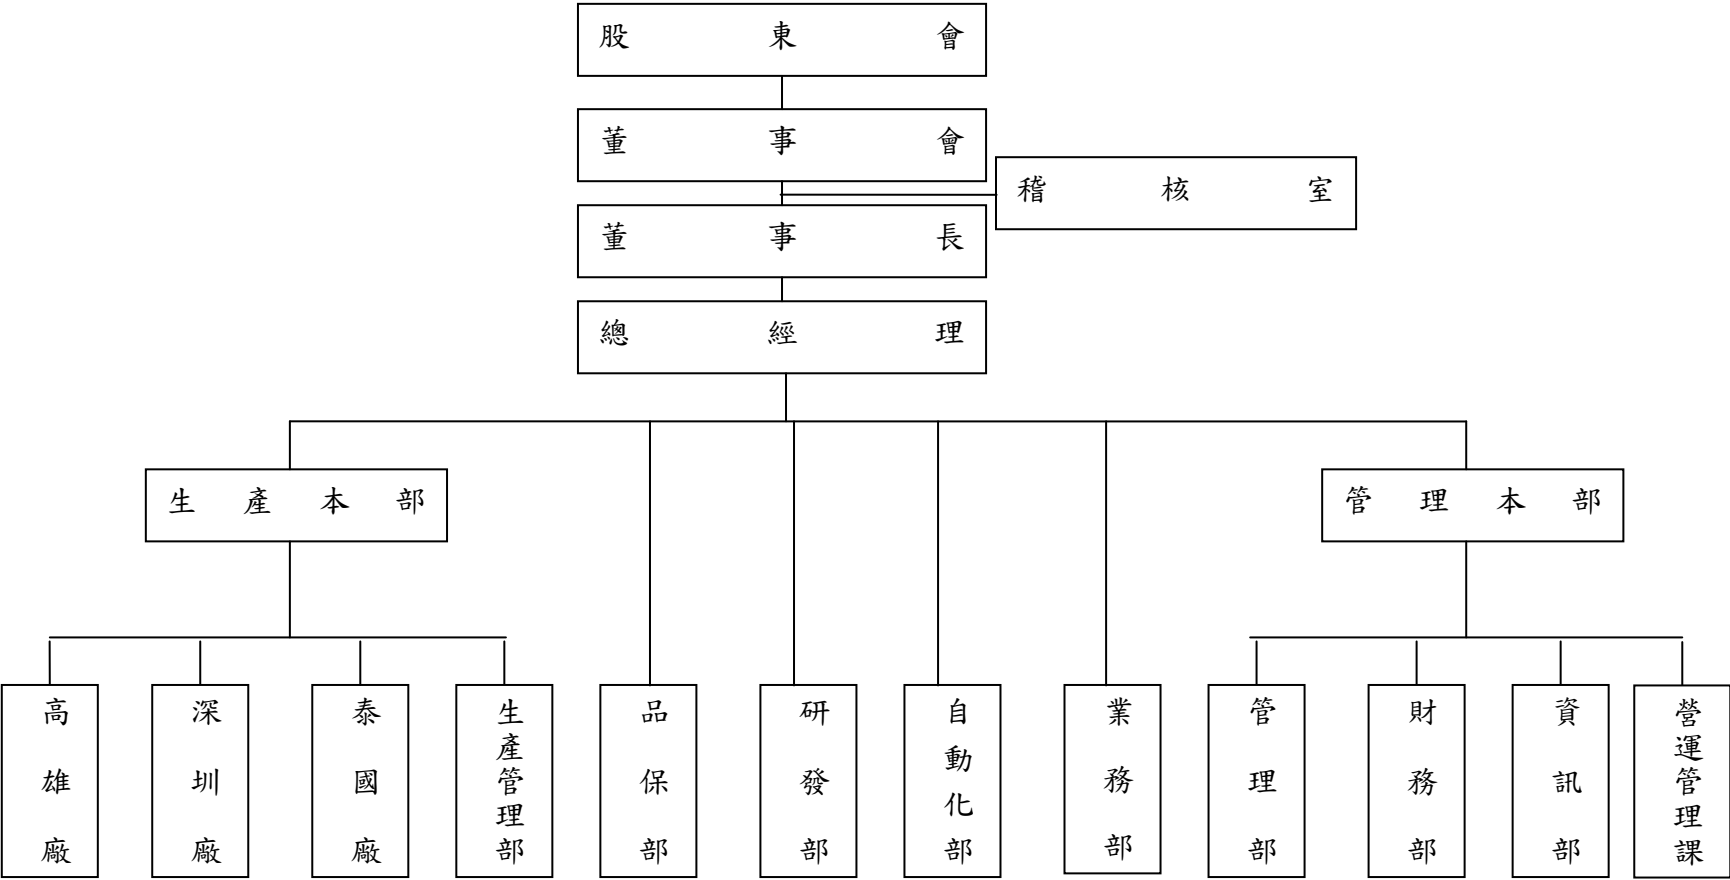 股東會
董事會
稽核室
董事長
總經理
生產本部
管理本部
高雄廠
深圳廠
泰國廠
生產管理部
品保部
研發部
自動化部
業務部
管理部
財務部
資訊部
營運管理課